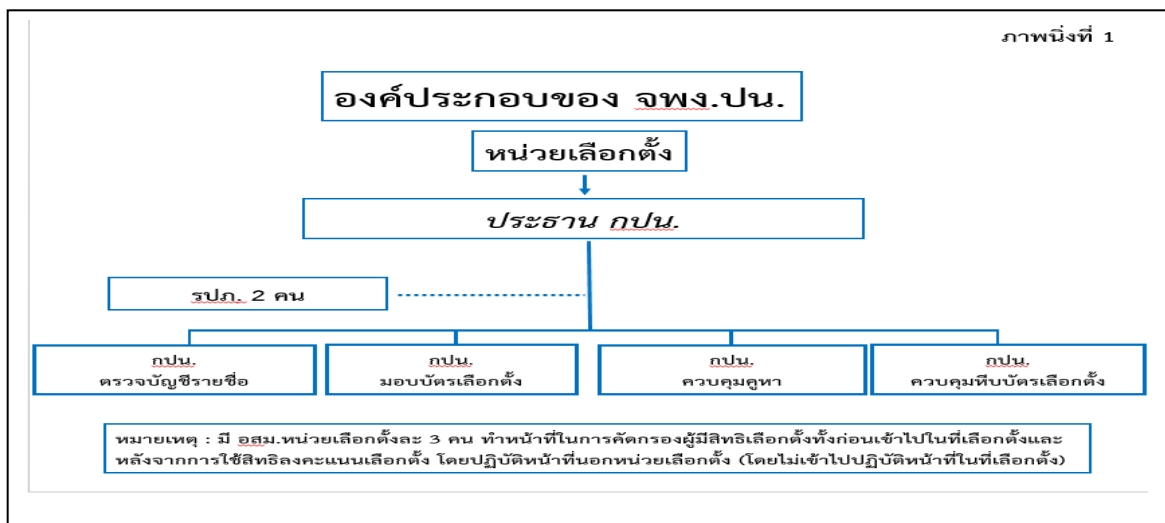 ภาพนิ่งที่ 1
องค์ประกอบของ จพง.ปน.
หน่วยเลือกตั้ง
ประธาน กปน.
รปภ. 2 คน
กปน.
ตรวจบัญชีรายชื่อ
กปน.
มอบบัตรเลือกตั้ง
กปน.
ควบคุมคูหา
กปน.
ควบคุมหีบบัตรเลือกตั้ง
หมายเหตุ : มี อสม.หน่วยเลือกตั้งละ 3 คน ทำหน้าที่ในการคัดกรองผู้มีสิทธิเลือกตั้งทั้งก่อนเข้าไปในที่เลือกตั้งและ
หลังจากการใช้สิทธิลงคะแนนเลือกตั้ง โดยปฏิบัติหน้าที่นอกหน่วยเลือกตั้ง (โดยไม่เข้าไปปฏิบัติหน้าที่ในที่เลือกตั้ง)